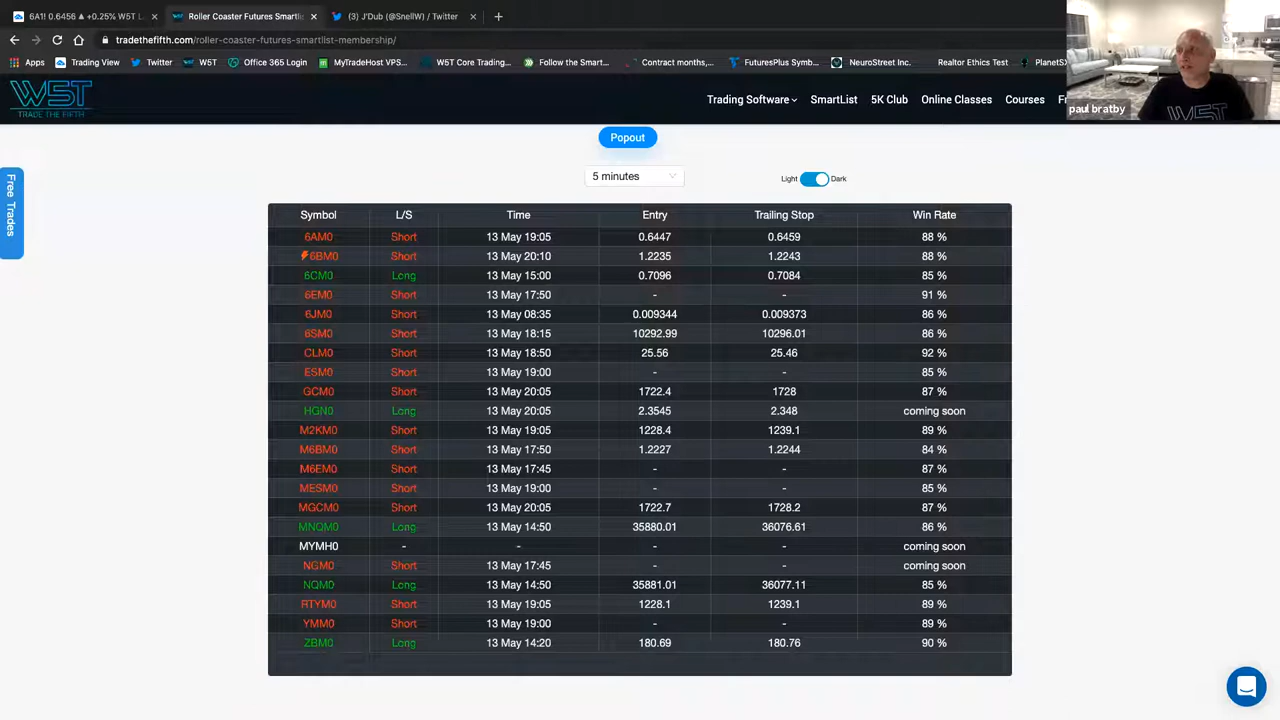 6A1! 0.6456 ▲ +0.25% W5T
Roller Coaster Futures Smartlis
(3) J'Dub (@SnellW) / Twitter
tradethefifth.com/roller-coaster-futures-smartlist-membership/
Apps Trading View Twitter W5T Office 365 Login MyTradeHost VPS... Follow Smart... Contract months,... FuturesPlus Synth... NeuroStreet Inc. Realtor Ethics Test
W5T
TRADE THE FIFTH
Trading Software SmartList 5K Club Online Classes Courses
paul bratby
W5T
Popout
5 minutes Light Dark
Free Trades
Symbol L/S Time Entry Trailing Stop Win Rate
6AM0 Short 13 May 19:05 0.6447 0.6459 88 %
6BM0 Short 13 May 20:10 1.2235 1.2243 88 %
6CM0 Long 13 May 15:00 0.7096 0.7084 85 %
6EM0 Short 13 May 17:50 - - 91 %
6JM0 Short 13 May 08:35 0.009344 0.009373 86 %
6SM0 Short 13 May 18:15 10292.99 10296.01 86 %
CLM0 Short 13 May 18:50 25.56 25.46 92 %
ESM0 Short 13 May 19:00 - - 85 %
GCM0 Short 13 May 20:05 1722.4 1728 87 %
HGN0 Long 13 May 20:05 2.3545 2.348 coming soon
M2KM0 Short 13 May 19:05 1228.4 1239.1 89 %
M6BM0 Short 13 May 17:50 1.2227 1.2244 84 %
M6EM0 Short 13 May 17:45 - - 87 %
MESM0 Short 13 May 19:00 - - 85 %
MGCM0 Short 13 May 20:05 1722.7 1728.2 87 %
MNQM0 Long 13 May 14:50 35880.01 36076.61 86 %
MYMH0 - - - - coming soon
NGM0 Short 13 May 17:45 - - coming soon
NQM0 Long 13 May 14:50 35881.01 36077.11 85 %
RTYM0 Short 13 May 19:05 1228.1 1239.1 89 %
YMM0 Short 13 May 19:00 - - 89 %
ZBM0 Long 13 May 14:20 180.69 180.76 90 %